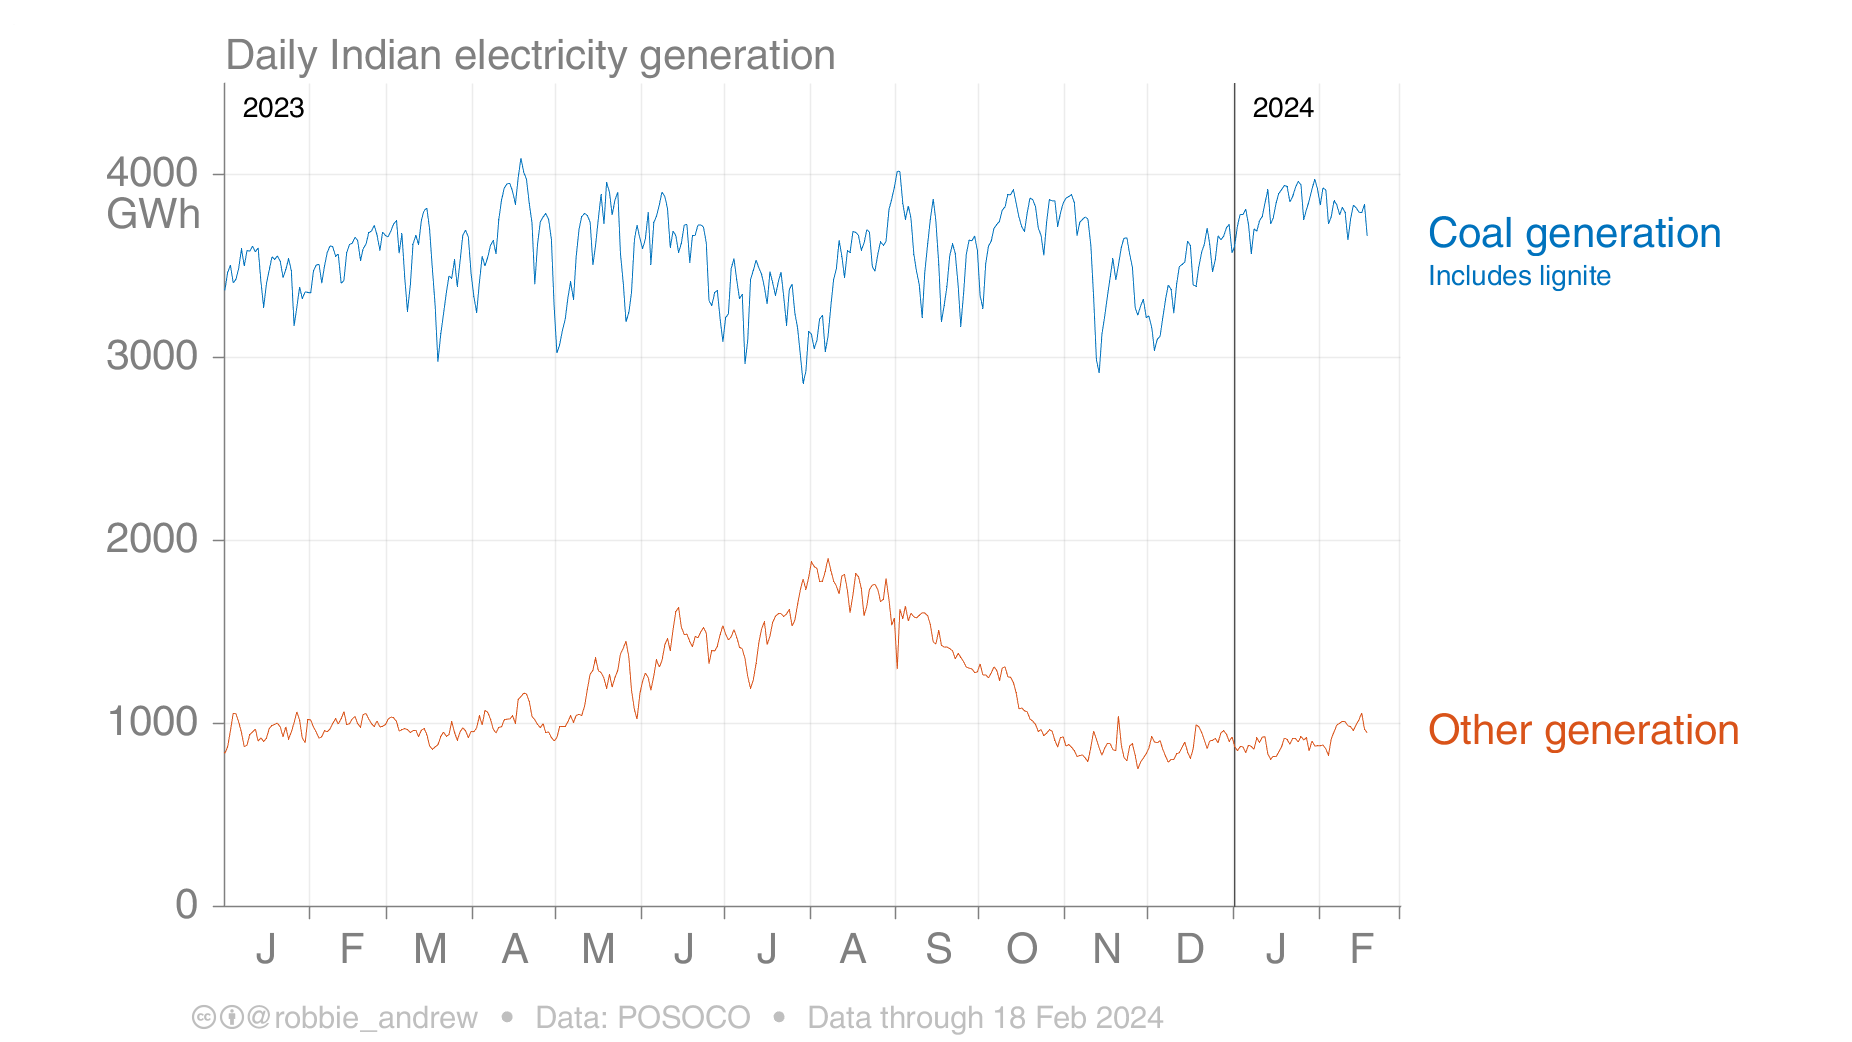 Daily Indian electricity generation
2023
2024
4000
GWh
Coal generation
Includes lignite
3000
2000
1000
Other generation
0
J F M A M J J A S O N D J F
@robbie_andrew • Data: POSOCO • Data through 18 Feb 2024